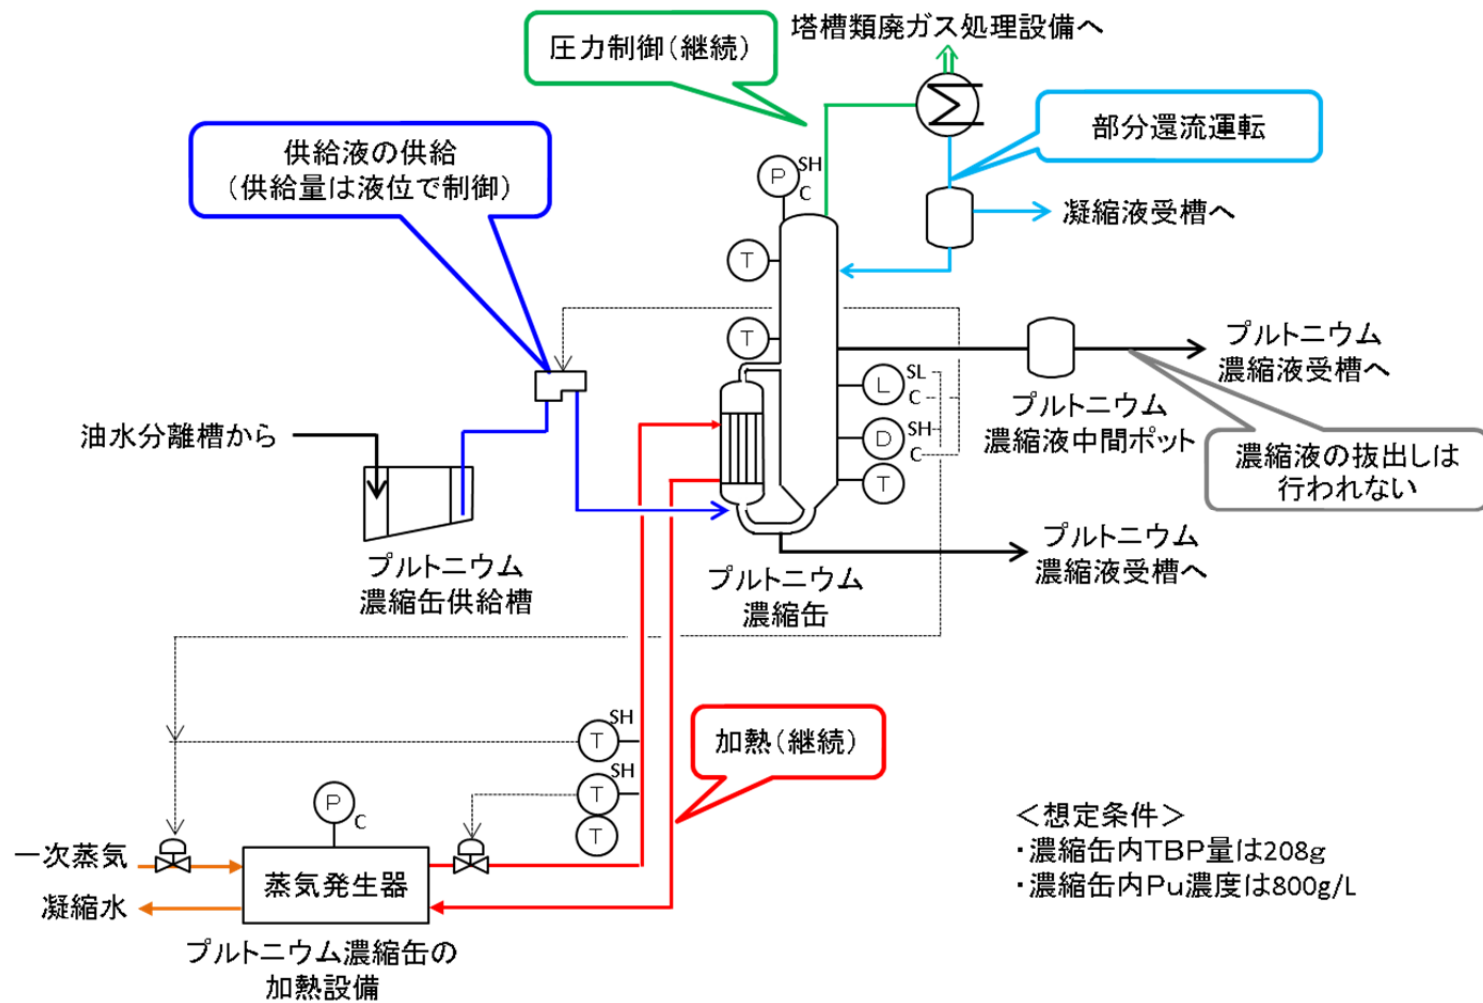 塔槽類廃ガス処理設備へ
圧力制御(継続)
部分還流運転
供給液の供給
(供給量は液位で制御)
P
SH
C
凝縮液受槽へ
T
T
プルトニウム
濃縮液受槽へ
L
SL
C
プルトニウム
濃縮液中間ポット
油水分離槽から
D
SH
C
濃縮液の抜出しは
行われない
T
プルトニウム
濃縮液受槽へ
プルトニウム
濃縮缶供給槽
プルトニウム
濃縮缶
T
SH
加熱(継続)
T
SH
T
P
C
一次蒸気
蒸気発生器
凝縮水
プルトニウム濃縮缶の
加熱設備
<想定条件>
・濃縮缶内TBP量は208g
・濃縮缶内Pu濃度は800g/L